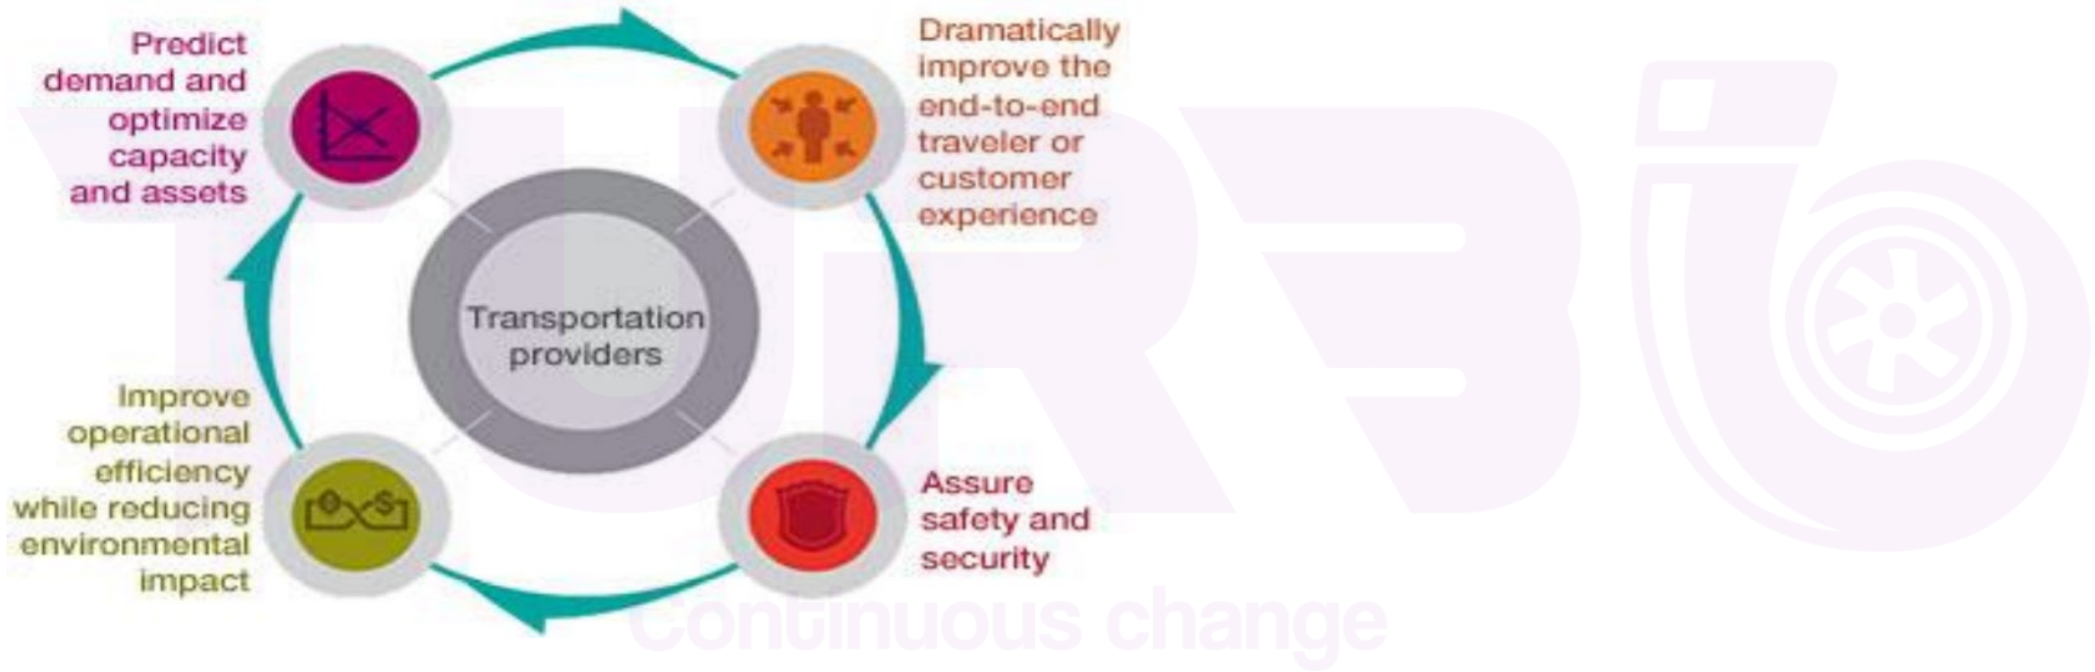 Predict
demand and
optimize
capacity
and assets
Dramatically
improve the
end-to-end
traveler or
customer
experience
Transportation
providers
Improve
operational
efficiency
while reducing
environmental
impact
Assure
safety and
security
TURBO
Continuous change